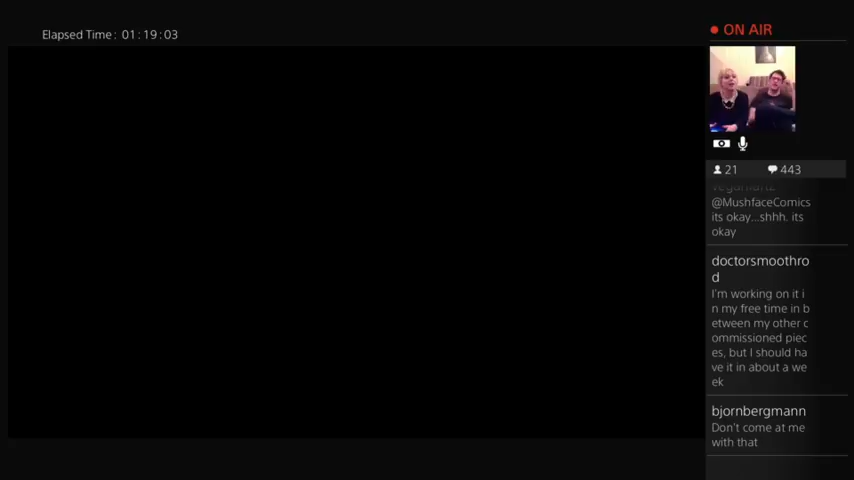 Elapsed Time: 01:19:03
ON AIR
21 443
@MushfaceComics
its okay...shhh. its
okay
doctorsmoothro
d
I'm working on it i
n my free time in b
etween my other c
ommissioned piec
es, but I should ha
ve it in about a we
ek
bjornbergmann
Don't come at me
with that